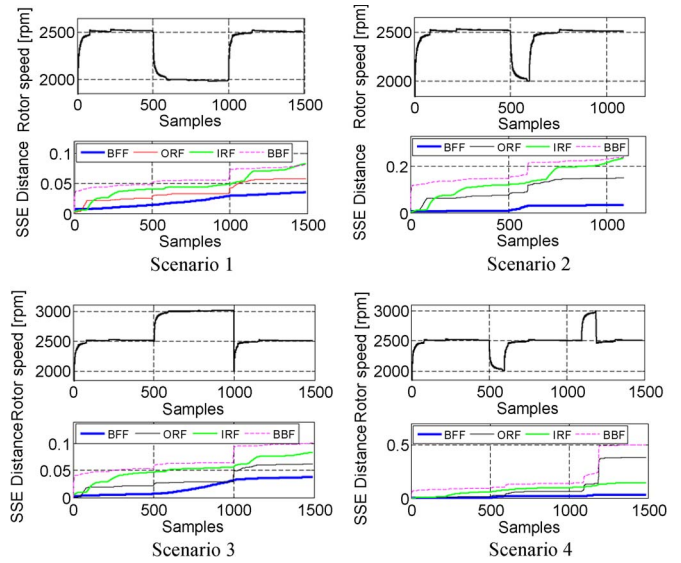 Rotor speed [rpm]
2500
2000
0 500 1000 1500
Samples
SSE Distance
0.1
0.05
0
BFF ORF IRF BBF
0 500 1000 1500
Samples
Scenario 1
Rotor speed [rpm]
2500
2000
0 500 1000
Samples
SSE Distance
0.2
0
BFF ORF IRF BBF
0 500 1000
Samples
Scenario 2
Rotor speed [rpm]
3000
2500
2000
0 500 1000 1500
Samples
SSE Distance
0.1
0.05
0
BFF ORF IRF BBF
0 500 1000 1500
Samples
Scenario 3
Rotor speed [rpm]
3000
2500
2000
0 500 1000 1500
Samples
SSE Distance
0.5
0
BFF ORF IRF BBF
0 500 1000 1500
Samples
Scenario 4